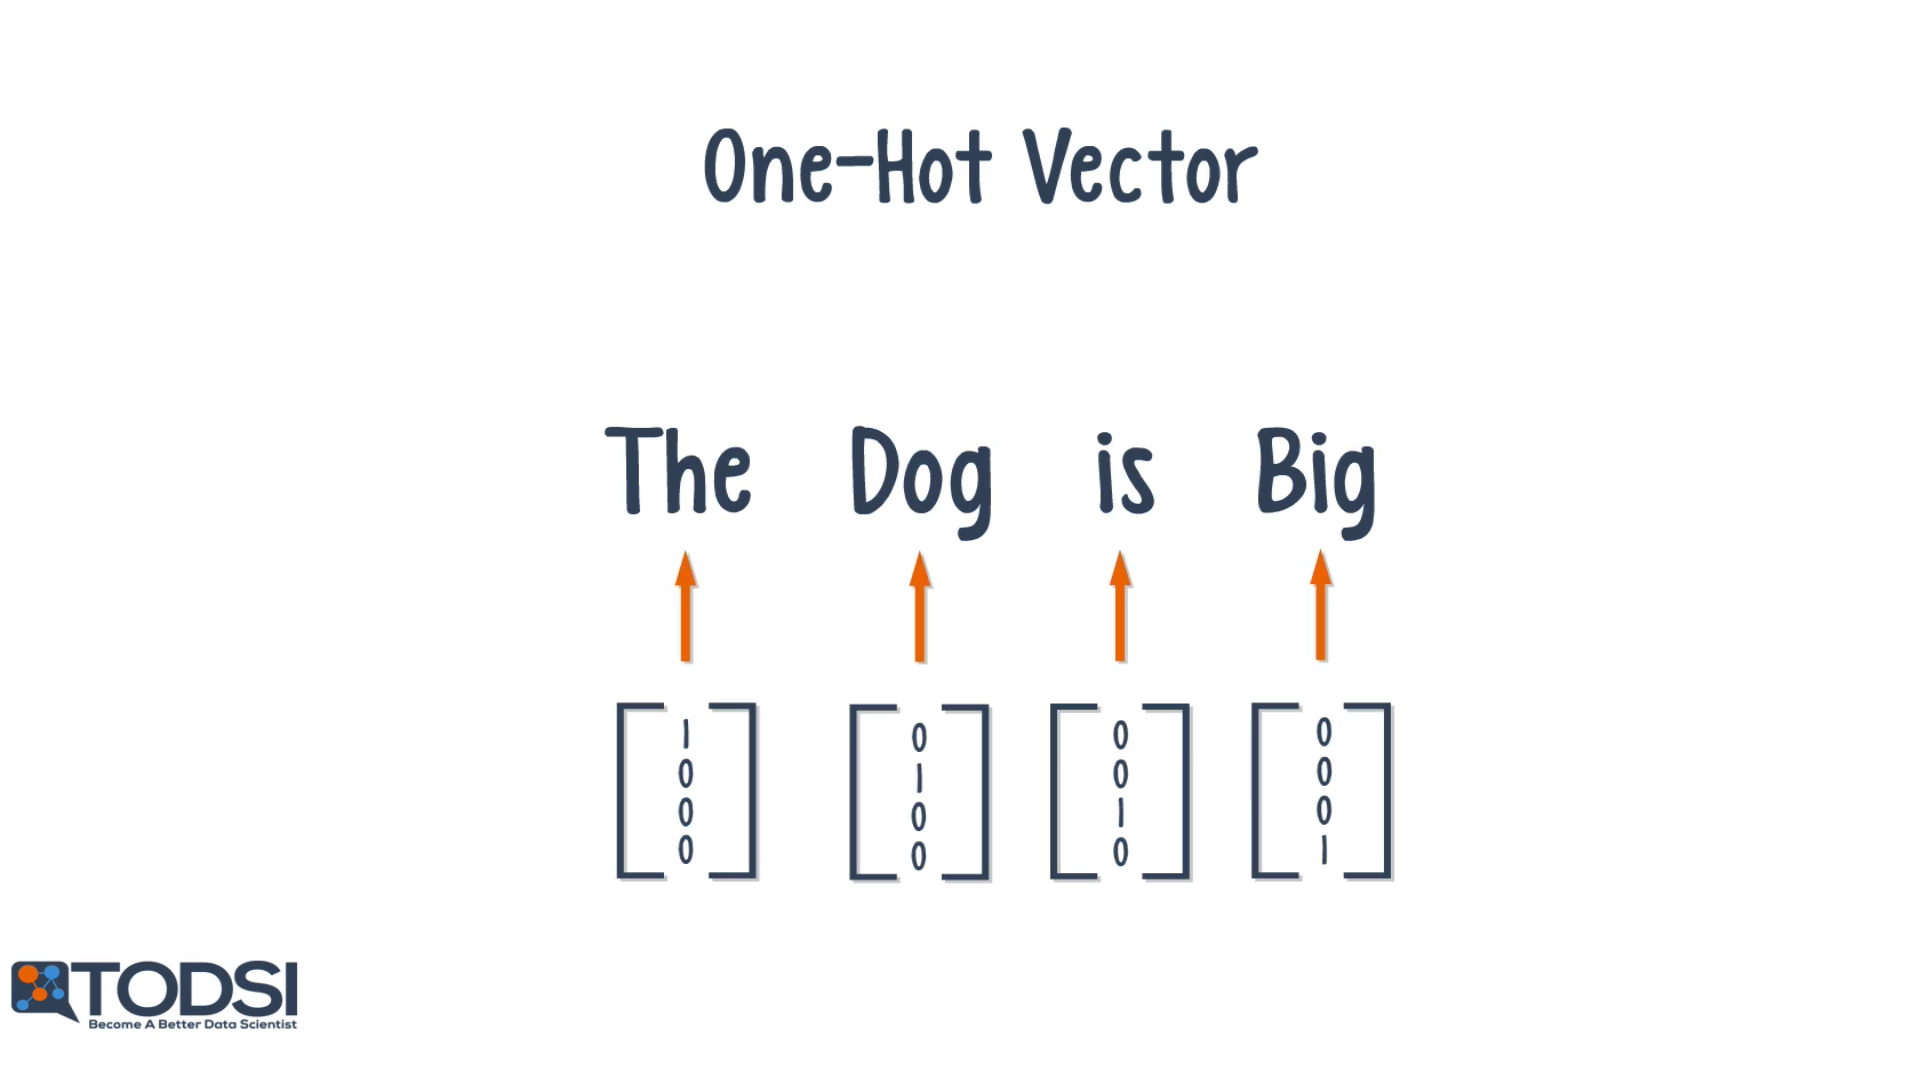 One-Hot Vector
The Dog is Big
1 0 0 0
0 1 0 0
0 0 1 0
0 0 0 1
TODSI
Become A Better Data Scientist